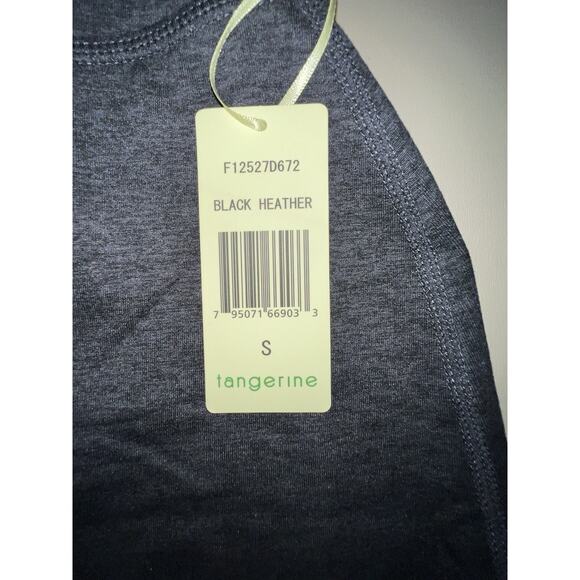 F12527D672
BLACK HEATHER
7 95071 66903 3
S
tangerine